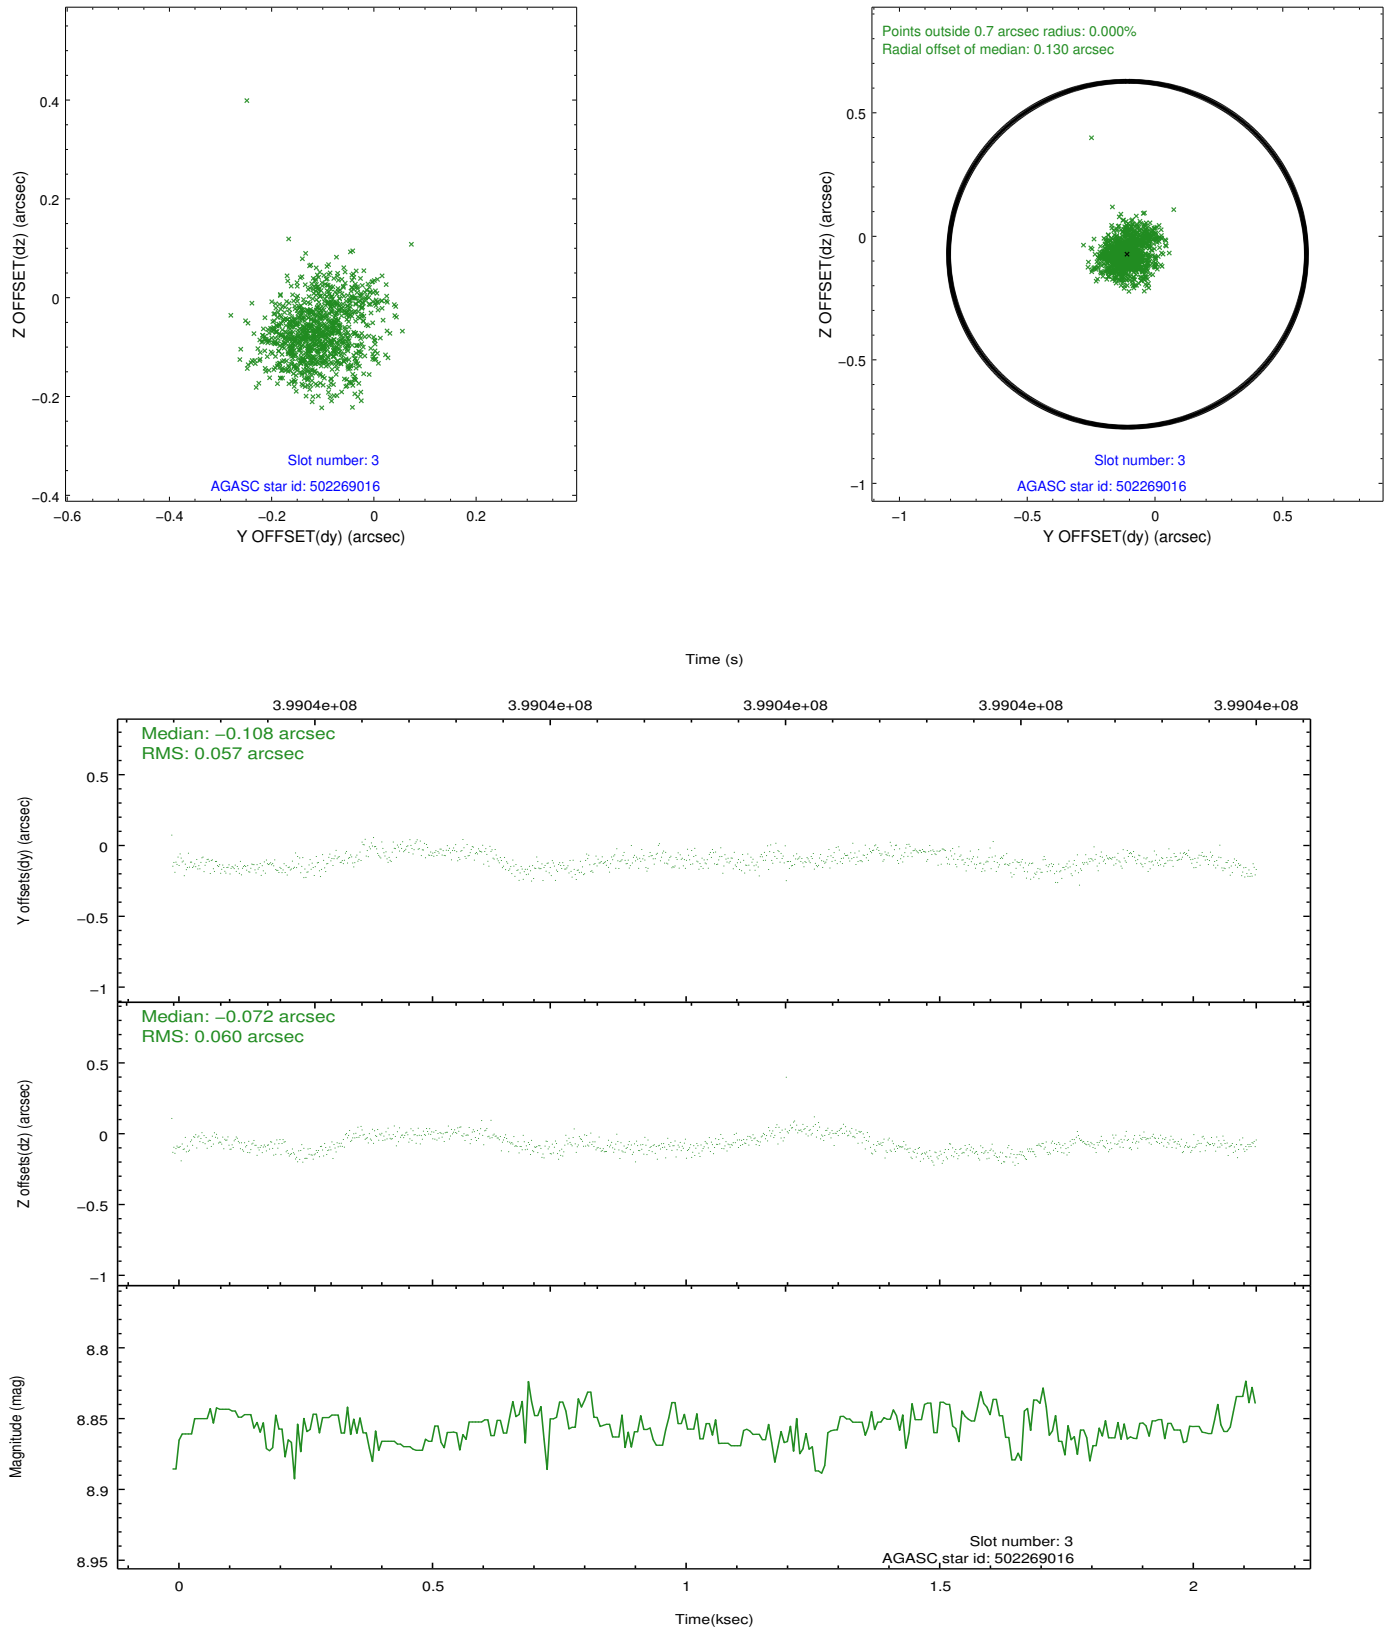 0.4
0.2
0
−0.2
−0.4
Z OFFSET(dz) (arcsec)
Slot number: 3
AGASC star id: 502269016
−0.6
−0.4
−0.2
0
0.2
Y OFFSET(dy) (arcsec)
Points outside 0.7 arcsec radius: 0.000%
Radial offset of median: 0.130 arcsec
0.5
0
−0.5
−1
Z OFFSET(dz) (arcsec)
Slot number: 3
AGASC star id: 502269016
−1
−0.5
0
0.5
Y OFFSET(dy) (arcsec)
Time (s)
3.9904e+08 3.9904e+08 3.9904e+08 3.9904e+08 3.9904e+08
Median: −0.108 arcsec
RMS: 0.057 arcsec
0.5
0
−0.5
−1
Y offsets(dy) (arcsec)
Median: −0.072 arcsec
RMS: 0.060 arcsec
0.5
0
−0.5
−1
Z offsets(dz) (arcsec)
8.8
8.85
8.9
8.95
Magnitude (mag)
Slot number: 3
AGASC star id: 502269016
0 0.5 1 1.5 2
Time(ksec)